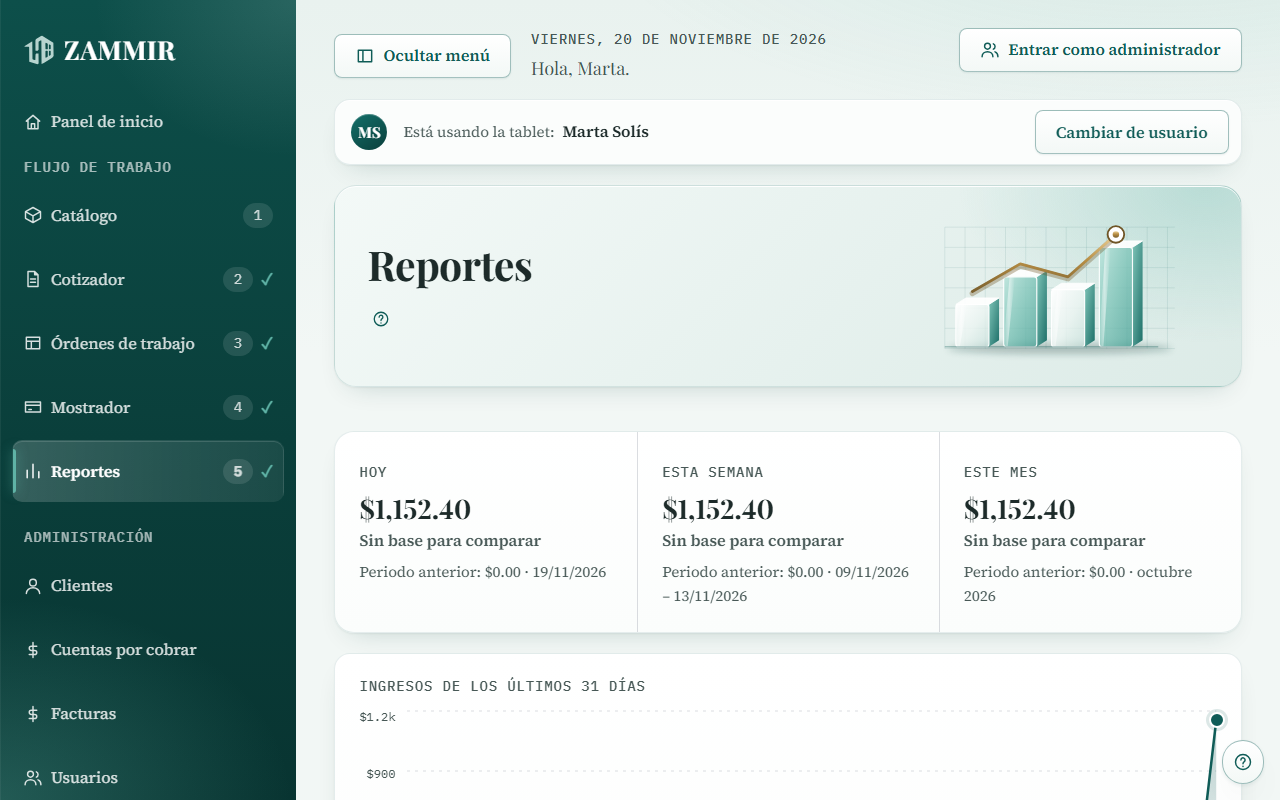 ZAMMIR
Panel de inicio
FLUJO DE TRABAJO
Catálogo 1
Cotizador 2 ✓
Órdenes de trabajo 3 ✓
Mostrador 4 ✓
Reportes 5 ✓
ADMINISTRACIÓN
Clientes
Cuentas por cobrar
Facturas
Usuarios
Ocultar menú
VIERNES, 20 DE NOVIEMBRE DE 2026
Hola, Marta.
Entrar como administrador
MS
Está usando la tablet: Marta Solís
Cambiar de usuario
Reportes
?
HOY
$1,152.40
Sin base para comparar
Periodo anterior: $0.00 · 19/11/2026
ESTA SEMANA
$1,152.40
Sin base para comparar
Periodo anterior: $0.00 · 09/11/2026
– 13/11/2026
ESTE MES
$1,152.40
Sin base para comparar
Periodo anterior: $0.00 · octubre
2026
INGRESOS DE LOS ÚLTIMOS 31 DÍAS
$1.2k
$900
?